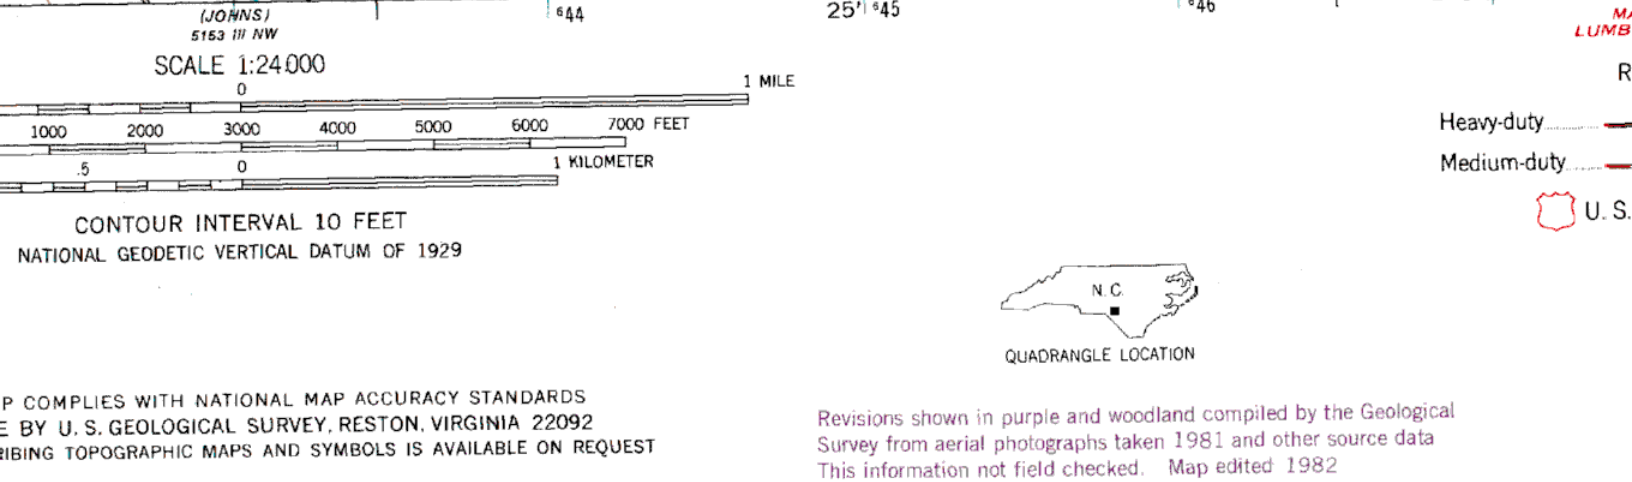 (JOHNS)
5153 III NW
⁶44
25' ⁶45
⁶46
LUMB
SCALE 1:24000
0 1 MILE
1000 2000 3000 4000 5000 6000 7000 FEET
.5 0 1 KILOMETER
CONTOUR INTERVAL 10 FEET
NATIONAL GEODETIC VERTICAL DATUM OF 1929
R
Heavy-duty
Medium-duty
U. S.
N. C.
QUADRANGLE LOCATION
P COMPLIES WITH NATIONAL MAP ACCURACY STANDARDS
E BY U. S. GEOLOGICAL SURVEY, RESTON, VIRGINIA 22092
RIBING TOPOGRAPHIC MAPS AND SYMBOLS IS AVAILABLE ON REQUEST
Revisions shown in purple and woodland compiled by the Geological
Survey from aerial photographs taken 1981 and other source data
This information not field checked. Map edited 1982